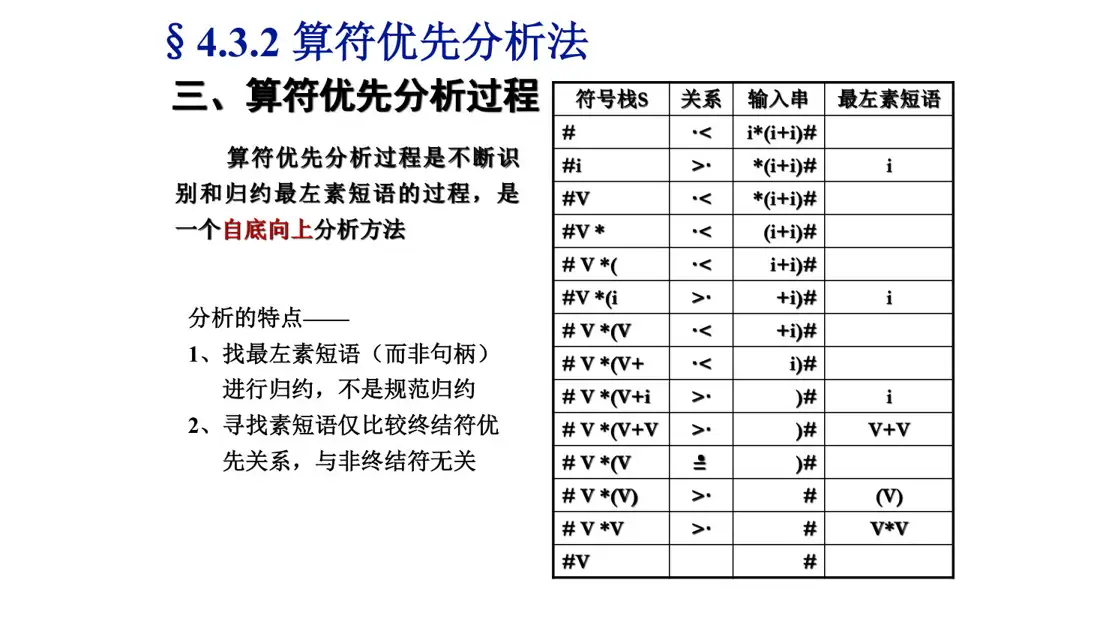 § 4.3.2 算符优先分析法
三、算符优先分析过程
算符优先分析过程是不断识
别和归约最左素短语的过程，是
一个自底向上分析方法
分析的特点——
1、找最左素短语（而非句柄）
进行归约，不是规范归约
2、寻找素短语仅比较终结符优
先关系，与非终结符无关
符号栈S 关系 输入串 最左素短语
# ·< i*(i+i)#
#i >· *(i+i)# i
#V ·< *(i+i)#
#V * ·< (i+i)#
# V *( ·< i+i)#
#V *(i >· +i)# i
# V *(V ·< +i)#
# V *(V+ ·< i)#
# V *(V+i >· )# i
# V *(V+V >· )# V+V
# V *(V ≗ )#
# V *(V) >· # (V)
# V *V >· # V*V
#V #